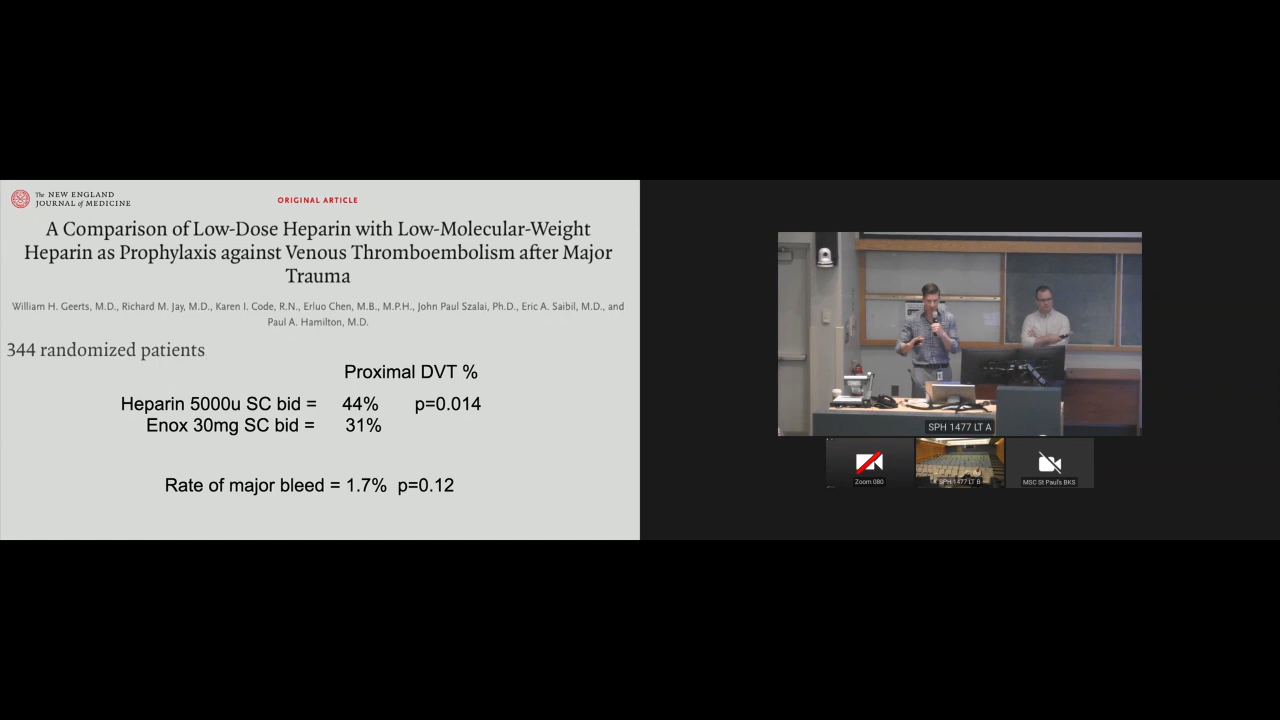 The NEW ENGLAND
JOURNAL of MEDICINE
ORIGINAL ARTICLE
A Comparison of Low-Dose Heparin with Low-Molecular-Weight
Heparin as Prophylaxis against Venous Thromboembolism after Major
Trauma
William H. Geerts, M.D., Richard M. Jay, M.D., Karen I. Code, R.N., Erluo Chen, M.B., M.P.H., John Paul Szalai, Ph.D., Eric A. Saibil, M.D., and
Paul A. Hamilton, M.D.
344 randomized patients
Proximal DVT %
Heparin 5000u SC bid = 44% p=0.014
Enox 30mg SC bid = 31%
Rate of major bleed = 1.7% p=0.12
SPH 1477 LT A
Zoom 080
SPH 1477 LT B
MSC St Paul's BKS